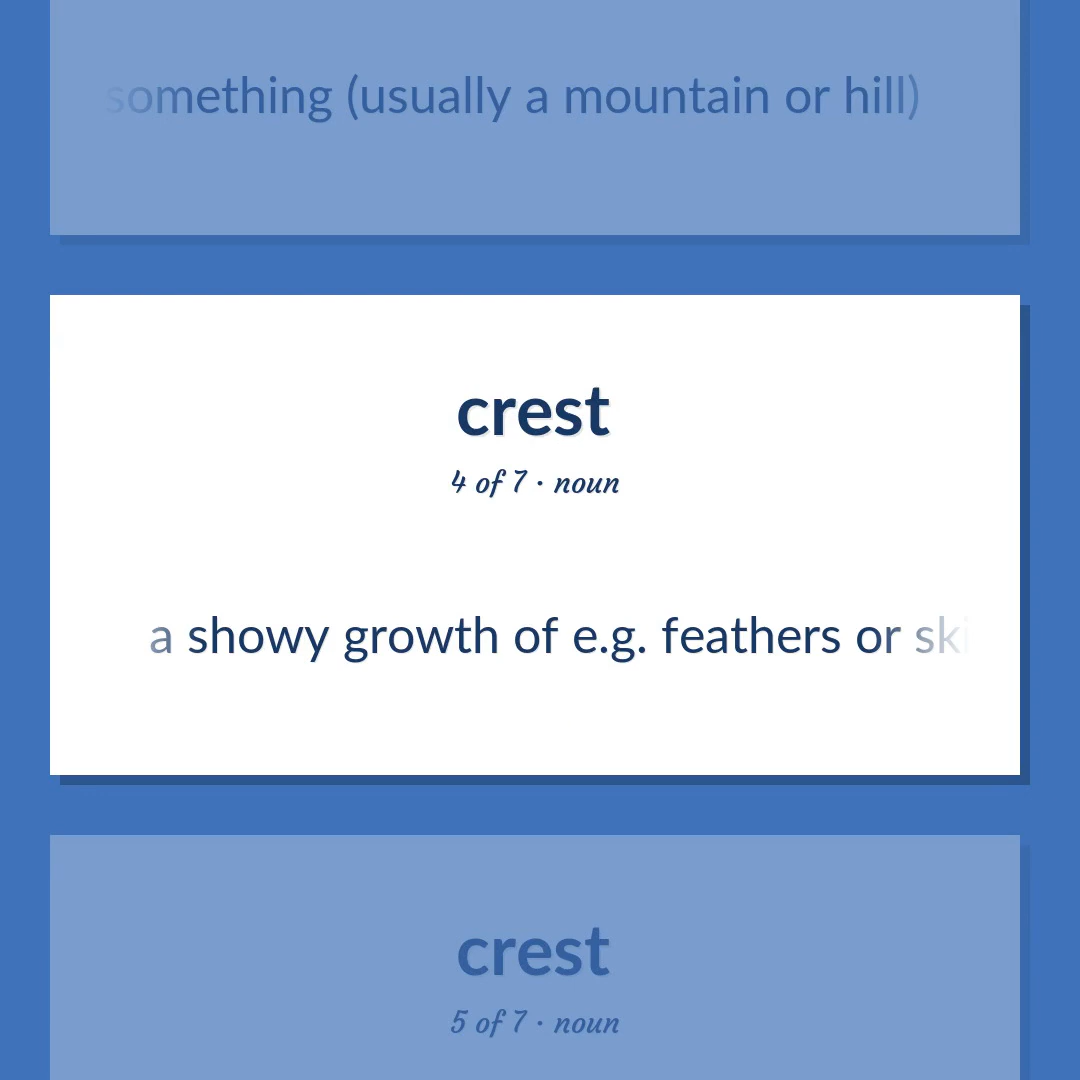 something (usually a mountain or hill)
crest
4 of 7 · noun
a showy growth of e.g. feathers or
crest
5 of 7 · noun